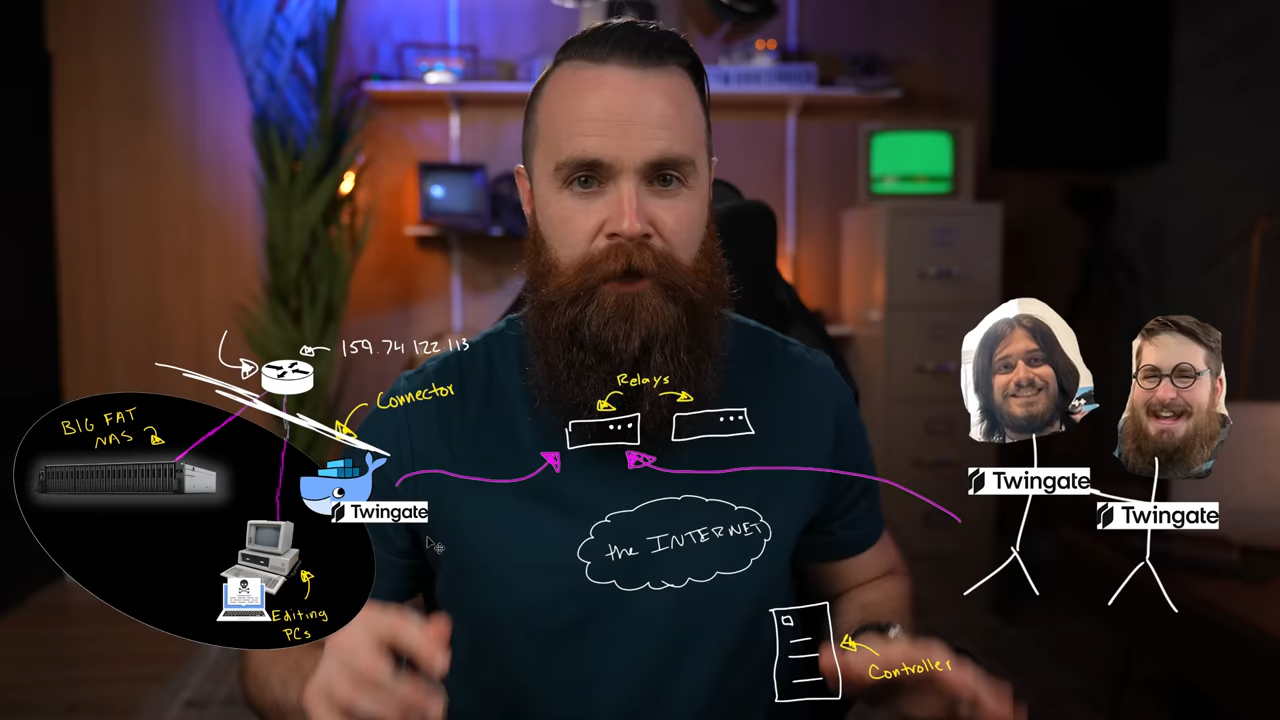 159.74.122.113
Connector
BIG FAT
NAS
Twingate
Editing
PCs
Relays
the INTERNET
Controller
Twingate
Twingate